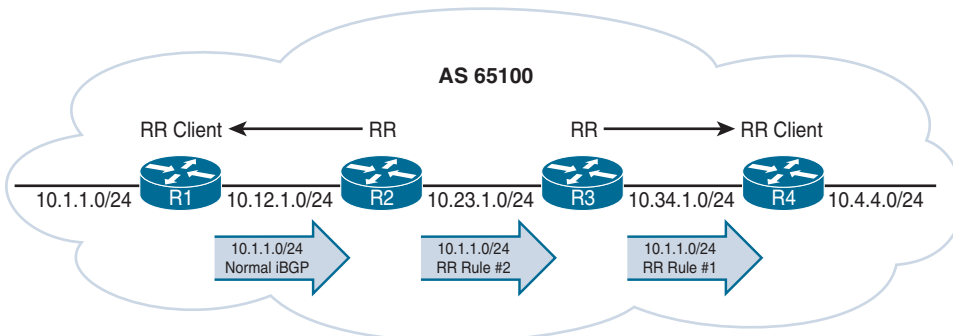 AS 65100
RR Client
RR
RR
RR Client
R1
R2
R3
R4
10.1.1.0/24
10.12.1.0/24
10.23.1.0/24
10.34.1.0/24
10.4.4.0/24
10.1.1.0/24
Normal iBGP
10.1.1.0/24
RR Rule #2
10.1.1.0/24
RR Rule #1